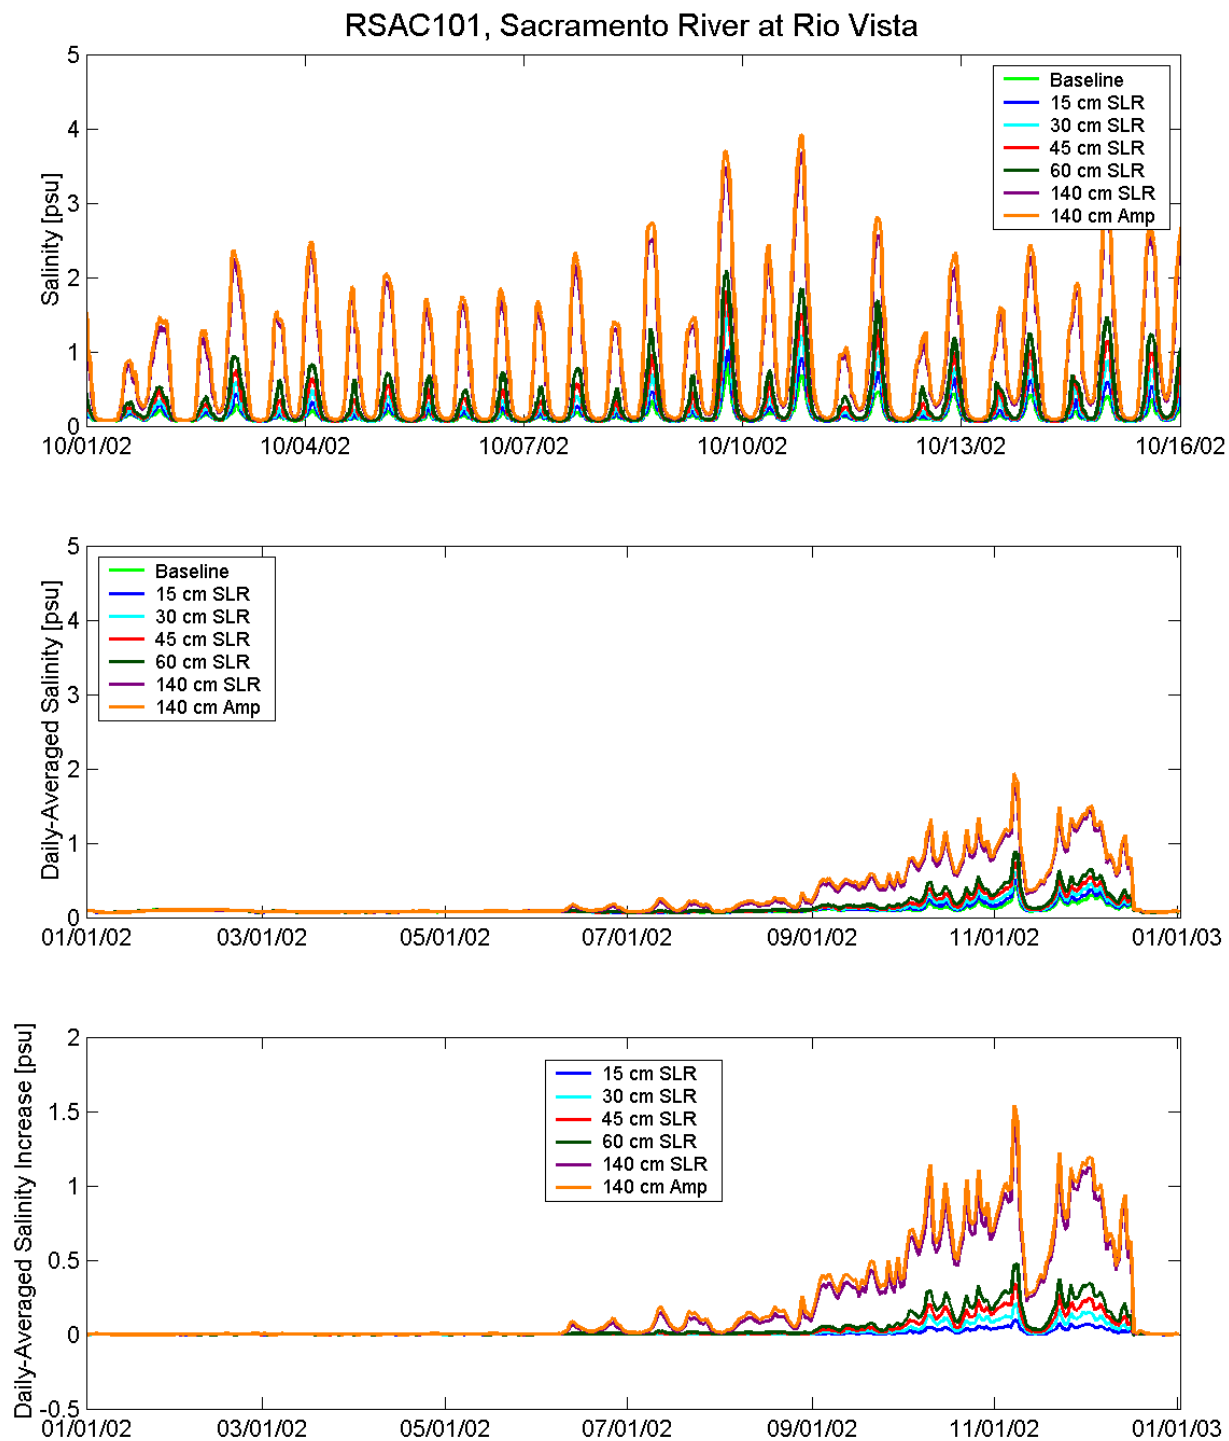 RSAC101, Sacramento River at Rio Vista
Salinity [psu]
5
4
3
2
1
0
Baseline
15 cm SLR
30 cm SLR
45 cm SLR
60 cm SLR
140 cm SLR
140 cm Amp
10/01/02 10/04/02 10/07/02 10/10/02 10/13/02 10/16/02
Daily-Averaged Salinity [psu]
5
4
3
2
1
0
Baseline
15 cm SLR
30 cm SLR
45 cm SLR
60 cm SLR
140 cm SLR
140 cm Amp
01/01/02 03/01/02 05/01/02 07/01/02 09/01/02 11/01/02 01/01/03
Daily-Averaged Salinity Increase [psu]
2
1.5
1
0.5
0
-0.5
15 cm SLR
30 cm SLR
45 cm SLR
60 cm SLR
140 cm SLR
140 cm Amp
01/01/02 03/01/02 05/01/02 07/01/02 09/01/02 11/01/02 01/01/03